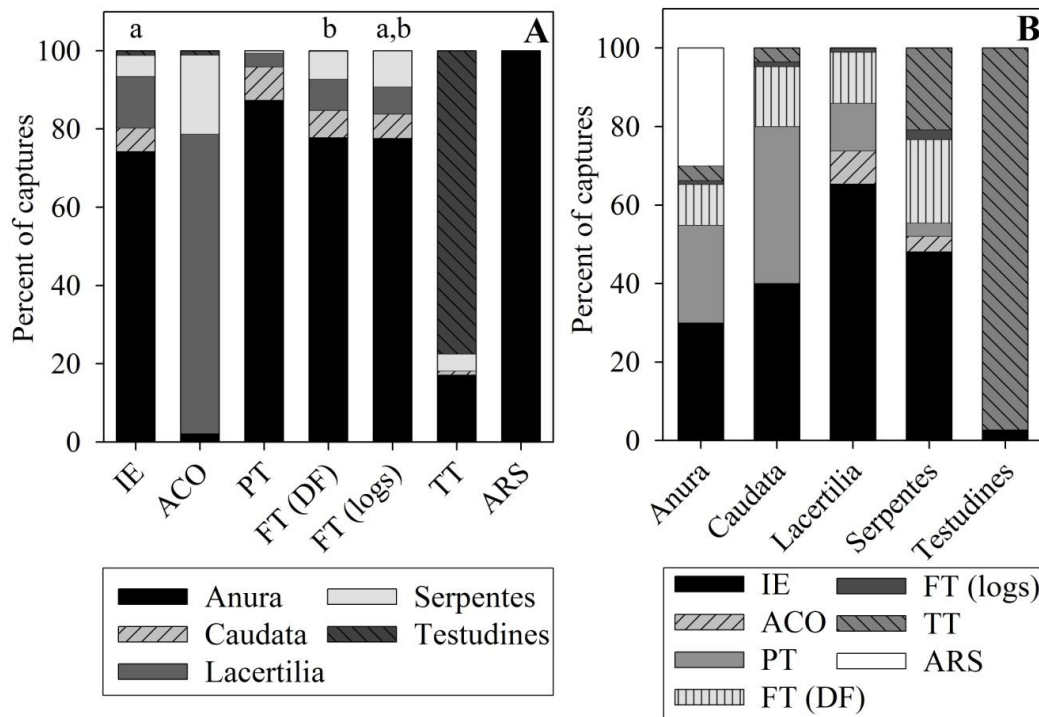 a b a,b A
100
80
60
40
20
0
Percent of captures
IE ACO PT FT (DF) FT (logs) TT ARS
Anura Serpentes
Caudata Testudines
Lacertilia
B
100
80
60
40
20
0
Percent of captures
Anura Caudata Lacertilia Serpentes Testudines
IE FT (logs)
ACO TT
PT ARS
FT (DF)